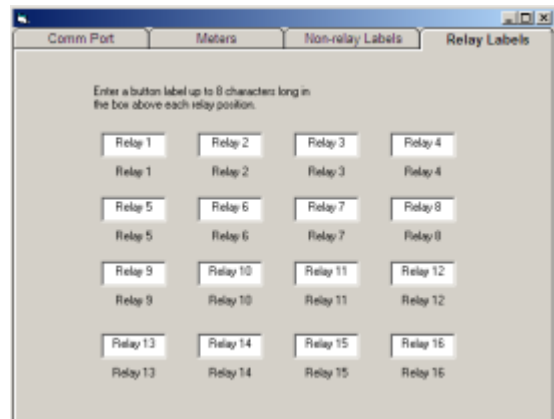 Comm Port Meters Non-relay Labels Relay Labels
Enter a button label up to 8 characters long in
the box above each relay position.
Relay 1 Relay 2 Relay 3 Relay 4
Relay 1 Relay 2 Relay 3 Relay 4
Relay 5 Relay 6 Relay 7 Relay 8
Relay 5 Relay 6 Relay 7 Relay 8
Relay 9 Relay 10 Relay 11 Relay 12
Relay 9 Relay 10 Relay 11 Relay 12
Relay 13 Relay 14 Relay 15 Relay 16
Relay 13 Relay 14 Relay 15 Relay 16